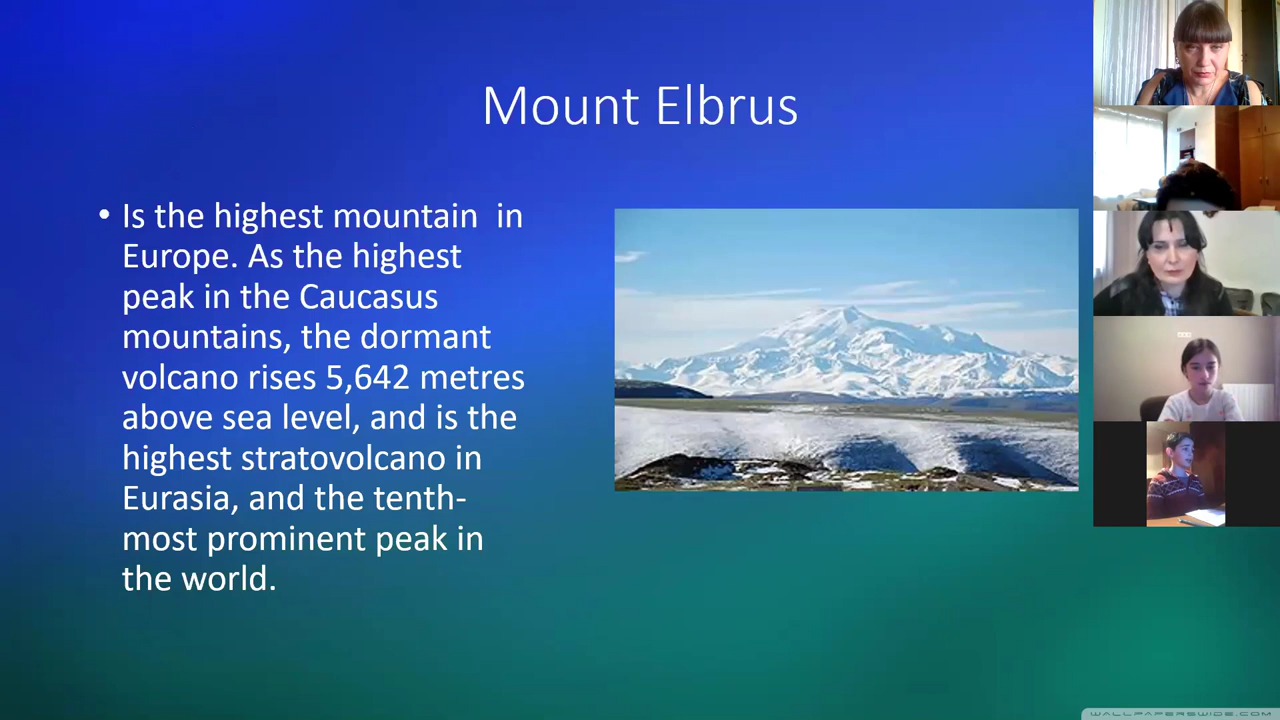 Mount Elbrus
• Is the highest mountain  in
Europe. As the highest
peak in the Caucasus
mountains, the dormant
volcano rises 5,642 metres
above sea level, and is the
highest stratovolcano in
Eurasia, and the tenth-
most prominent peak in
the world.
WALLPAPERSWIDE.COM